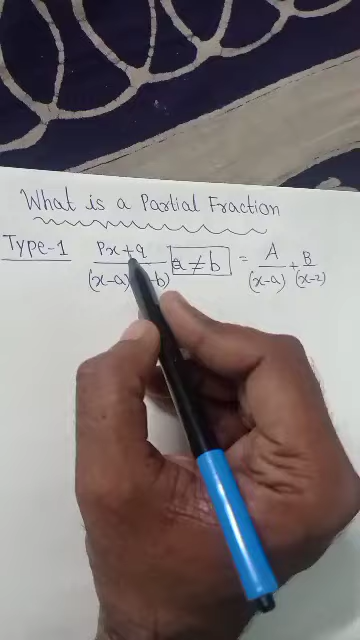 What is a Partial Fraction
Type-1 Px+q/(x-a)(x-b) a ≠ b = A/(x-a) + B/(x-2)